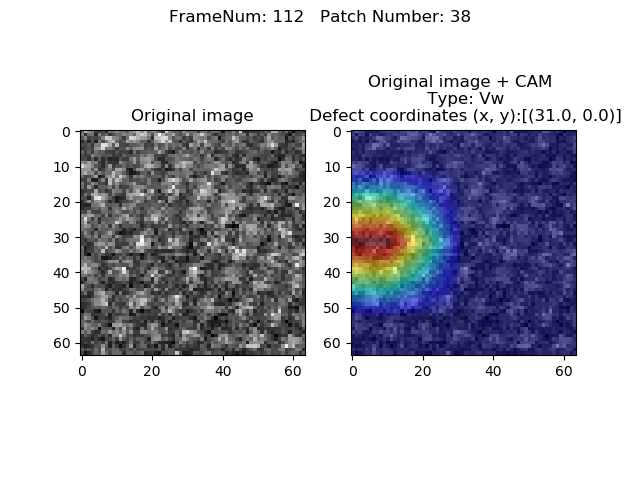 FrameNum: 112   Patch Number: 38
Original image
0
10
20
30
40
50
60
0 20 40 60
Original image + CAM
Type: Vw
Defect coordinates (x, y):[(31.0, 0.0)]
0
10
20
30
40
50
60
0 20 40 60